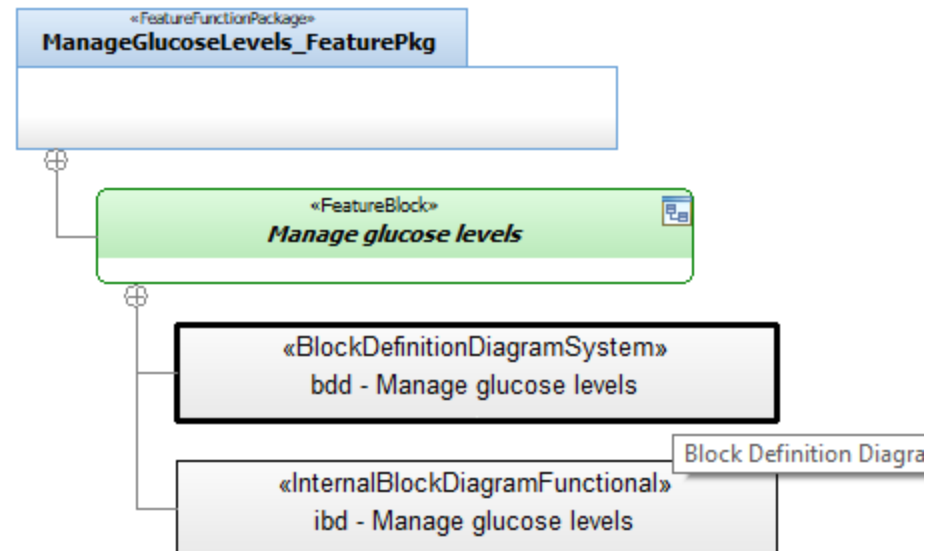 «FeatureFunctionPackage»
ManageGlucoseLevels_FeaturePkg
«FeatureBlock»
Manage glucose levels
«BlockDefinitionDiagramSystem»
bdd - Manage glucose levels
Block Definition Diagra
«InternalBlockDiagramFunctional»
ibd - Manage glucose levels